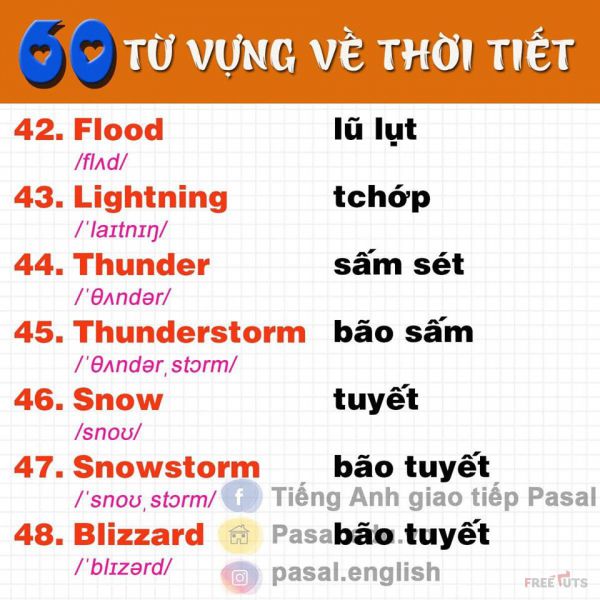 60 TỪ VỰNG VỀ THỜI TIẾT
42. Flood lũ lụt
/flʌd/
43. Lightning tchớp
/ˈlaɪtnɪŋ/
44. Thunder sấm sét
/ˈθʌndər/
45. Thunderstorm bão sấm
/ˈθʌndərˌstɔrm/
46. Snow tuyết
/snoʊ/
47. Snowstorm bão tuyết
/ˈsnoʊˌstɔrm/ Tiếng Anh giao tiếp Pasal
48. Blizzard bão tuyết
/ˈblɪzərd/ pasal.english
FREETUTS